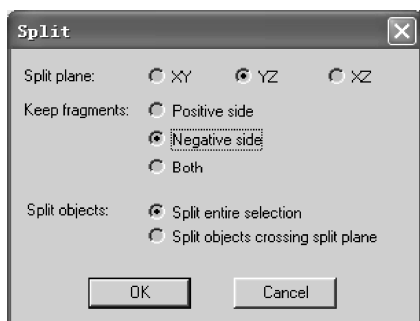 Split
Split plane: XY YZ XZ
Keep fragments: Positive side
Negative side
Both
Split objects: Split entire selection
Split objects crossing split plane
OK Cancel